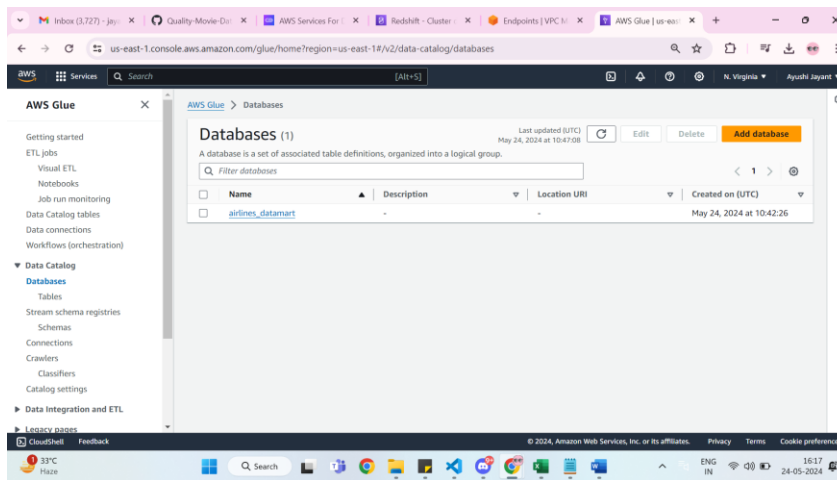 Inbox (3,727) - jay
Quality-Movie-Dat
AWS Services For
Redshift - Cluster
Endpoints | VPC M
AWS Glue | us-eas
us-east-1.console.aws.amazon.com/glue/home?region=us-east-1#/v2/data-catalog/databases
aws
Services
Search
[Alt+S]
N. Virginia
Ayushi Jayant
AWS Glue
Getting started
ETL jobs
Visual ETL
Notebooks
Job run monitoring
Data Catalog tables
Data connections
Workflows (orchestration)
Data Catalog
Databases
Tables
Stream schema registries
Schemas
Connections
Crawlers
Classifiers
Catalog settings
Data Integration and ETL
Legacy pages
AWS Glue > Databases
Databases (1)
Last updated (UTC)
May 24, 2024 at 10:47:08
Edit
Delete
Add database
A database is a set of associated table definitions, organized into a logical group.
Filter databases
1
Name
Description
Location URI
Created on (UTC)
airlines_datamart
-
-
May 24, 2024 at 10:42:26
CloudShell
Feedback
© 2024, Amazon Web Services, Inc. or its affiliates.
Privacy
Terms
Cookie preference
1
33°C
Haze
Search
ENG
IN
16:17
24-05-2024